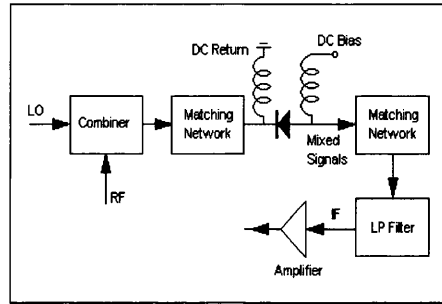 DC Return
DC Bias
LO
Combiner
Matching
Network
Mixed
Signals
Matching
Network
RF
IF
LP Filter
Amplifier